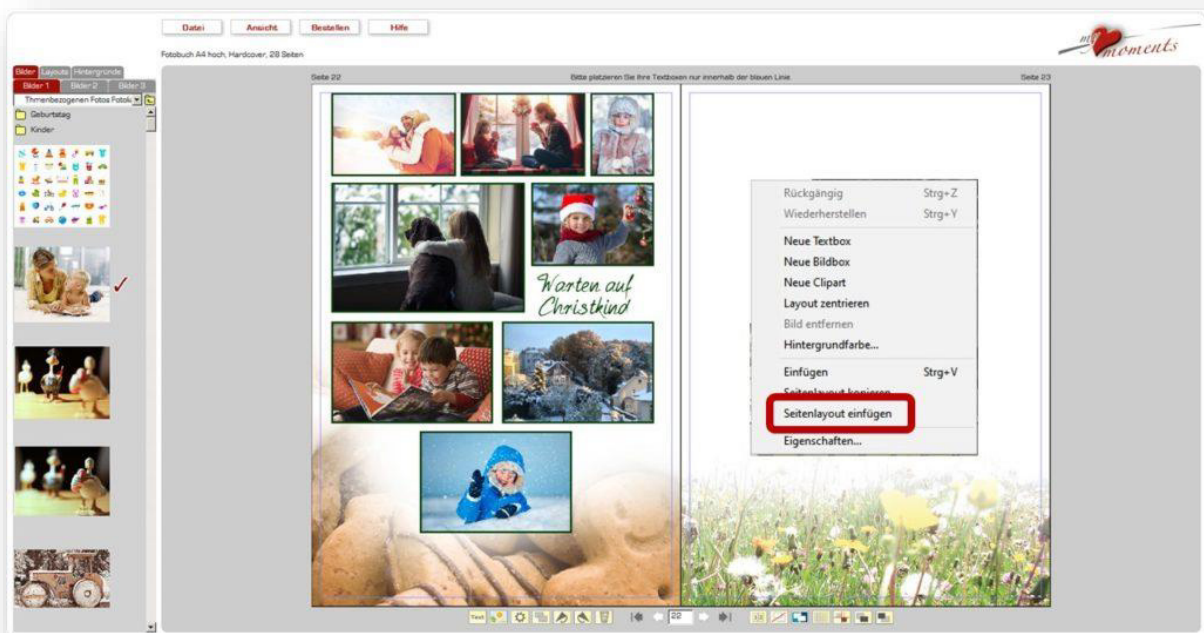 Datei Ansicht Bestellen Hilfe
my moments
Fotobuch A4 hoch, Hardcover, 28 Seiten
Bilder Layouts Hintergründe
Bilder 1 Bilder 2 Bilder 3
Thmenbezogenen Fotos
Geburtstag
Kinder
Seite 22 Bitte platzieren Sie Ihre Textboxen nur innerhalb der blauen Linie Seite 23
Warten auf
Christkind
Rückgängig Strg+Z
Wiederherstellen Strg+Y
Neue Textbox
Neue Bildbox
Neue Clipart
Layout zentrieren
Bild entfernen
Hintergrundfarbe...
Einfügen Strg+V
Seitenlayout kopieren
Seitenlayout einfügen
Eigenschaften...
Text 22